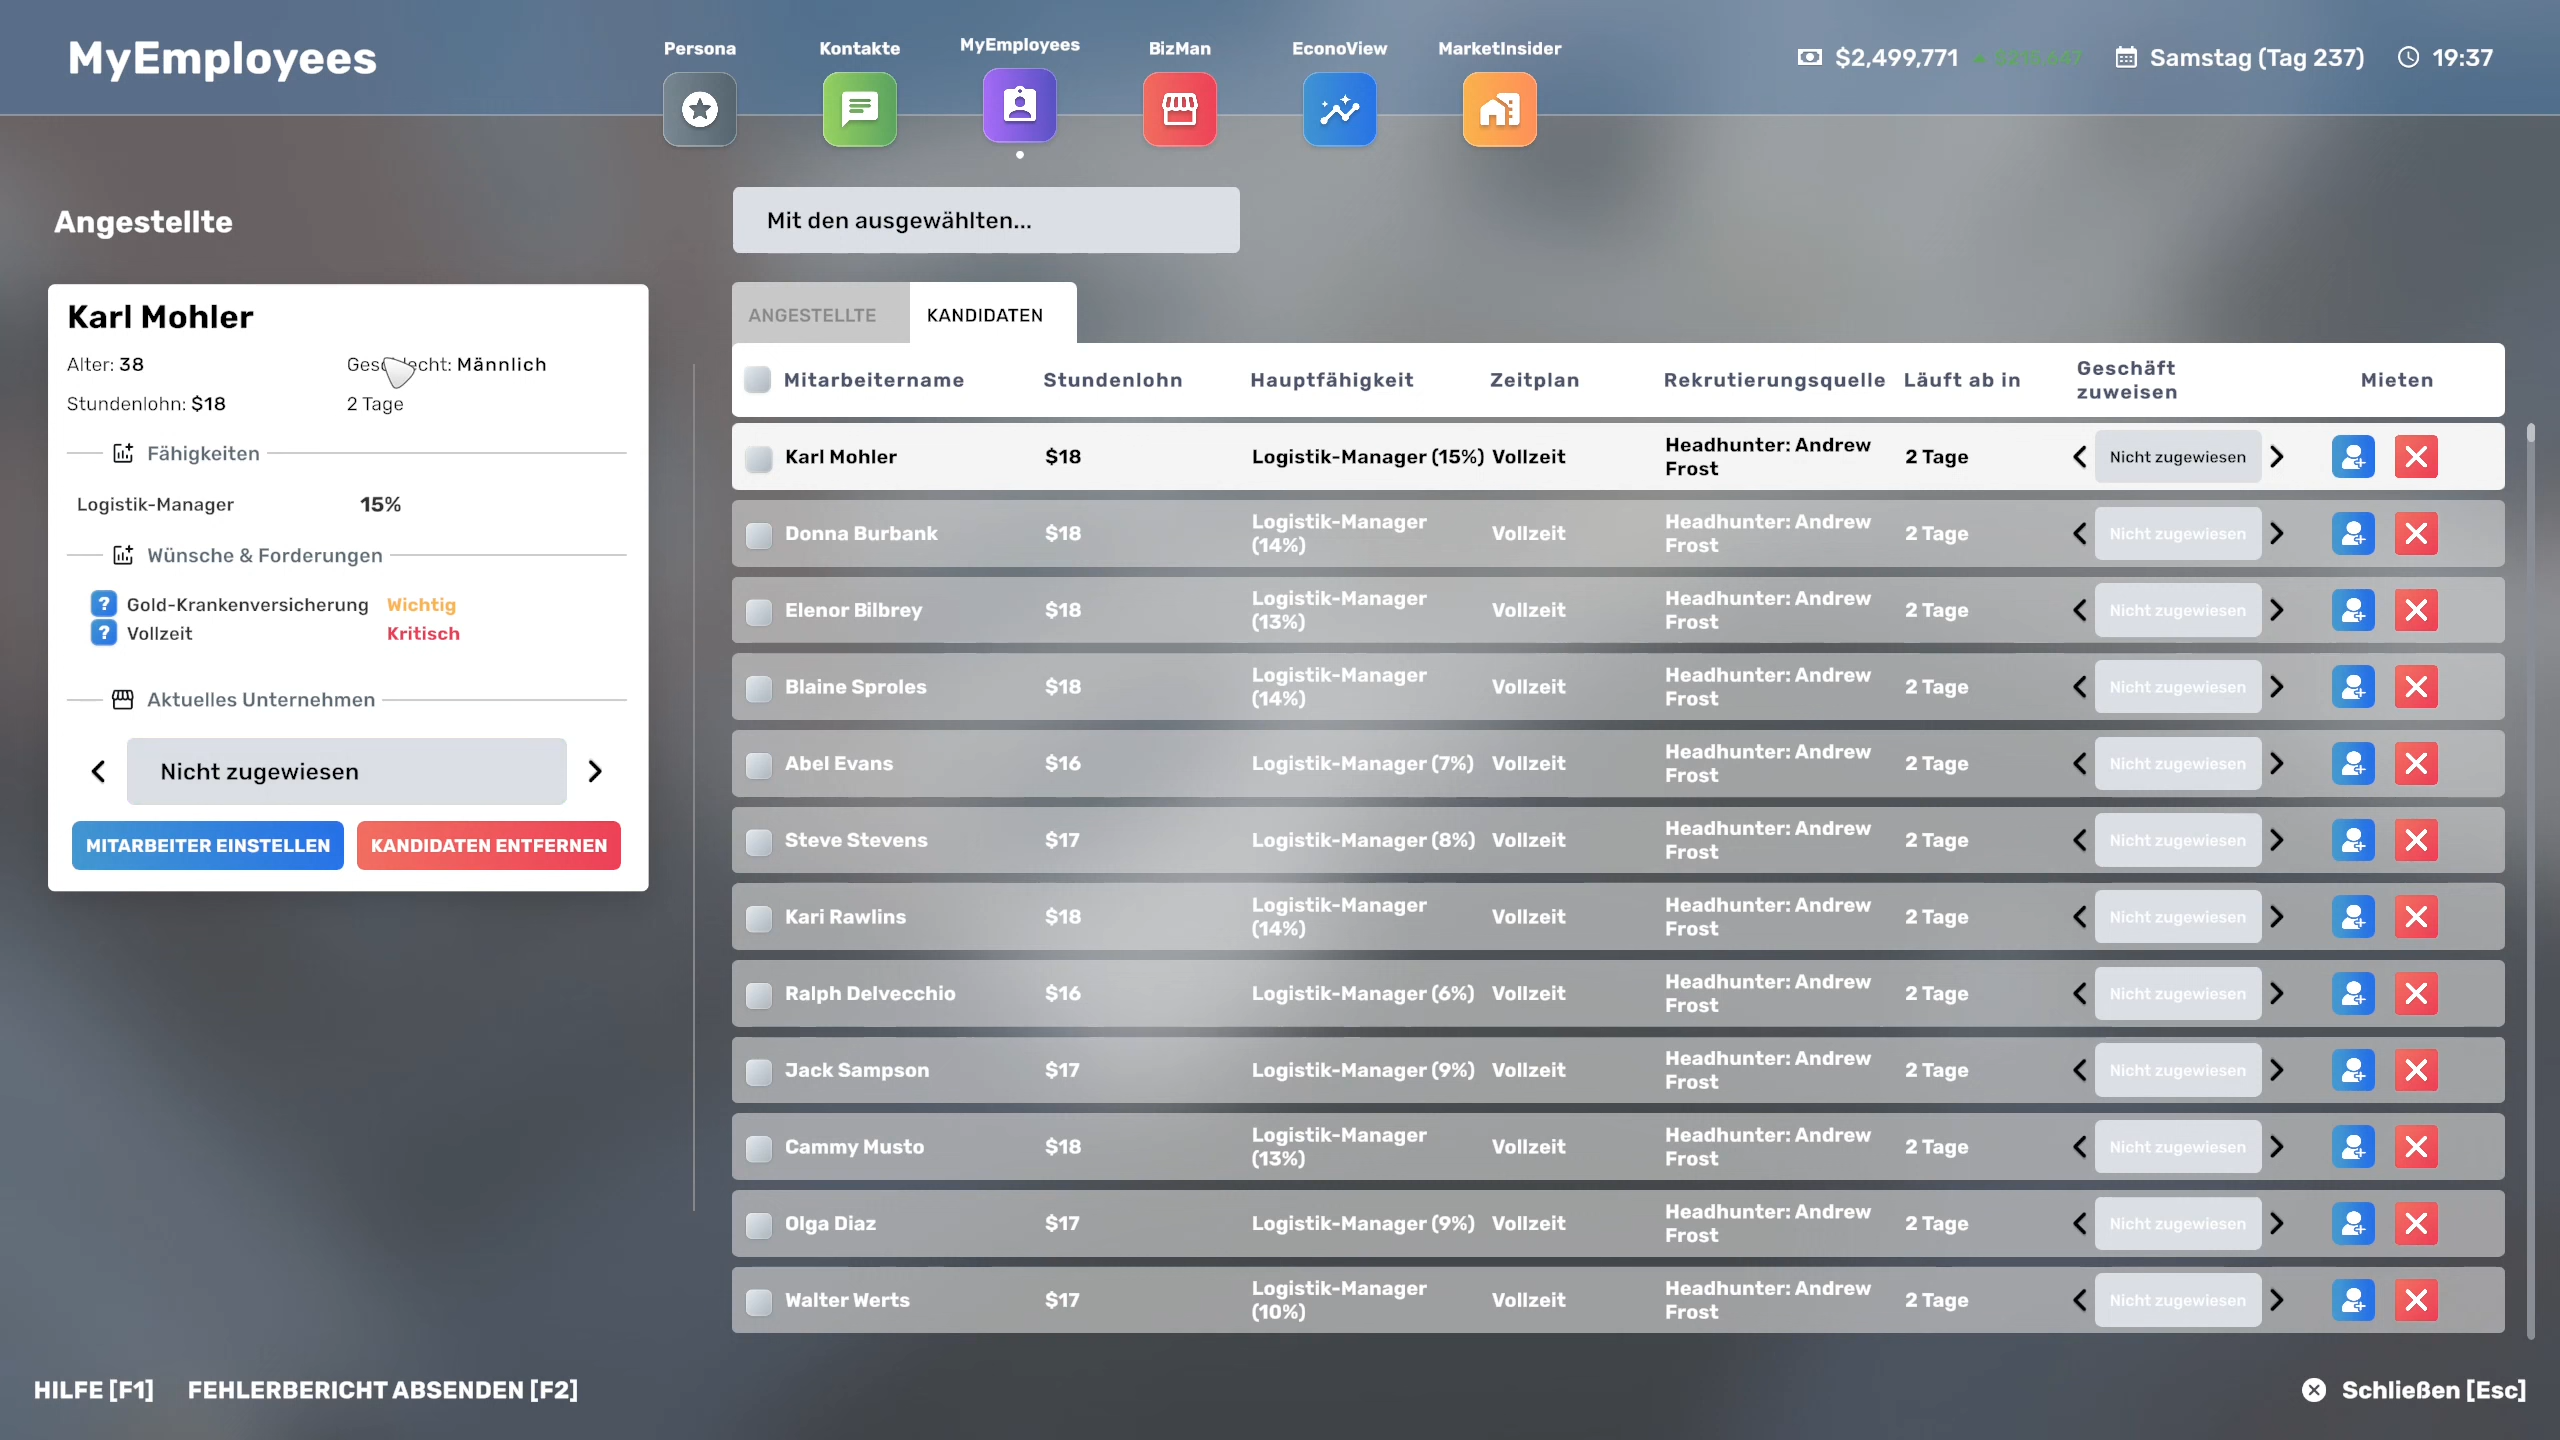 MyEmployees
Persona
Kontakte
MyEmployees
BizMan
EconoView
MarketInsider
$2,499,771
Samstag (Tag 237)
19:37
Angestellte
Mit den ausgewählten...
Karl Mohler
Alter: 38
Männlich
Stundenlohn: $18
2 Tage
Fähigkeiten
Logistik-Manager 15%
Wünsche & Forderungen
? Gold-Krankenversicherung Wichtig
? Vollzeit Kritisch
Aktuelles Unternehmen
Nicht zugewiesen
MITARBEITER EINSTELLEN
KANDIDATEN ENTFERNEN
ANGESTELLTE
KANDIDATEN
Mitarbeitername Stundenlohn Hauptfähigkeit Zeitplan Rekrutierungsquelle Läuft ab in Geschäft zuweisen Mieten
Karl Mohler $18 Logistik-Manager (15%) Vollzeit Headhunter: Andrew Frost 2 Tage Nicht zugewiesen
Donna Burbank $18 Logistik-Manager (14%) Vollzeit Headhunter: Andrew Frost 2 Tage Nicht zugewiesen
Elenor Bilbrey $18 Logistik-Manager (13%) Vollzeit Headhunter: Andrew Frost 2 Tage Nicht zugewiesen
Blaine Sproles $18 Logistik-Manager (14%) Vollzeit Headhunter: Andrew Frost 2 Tage Nicht zugewiesen
Abel Evans $16 Logistik-Manager (7%) Vollzeit Headhunter: Andrew Frost 2 Tage Nicht zugewiesen
Steve Stevens $17 Logistik-Manager (8%) Vollzeit Headhunter: Andrew Frost 2 Tage Nicht zugewiesen
Kari Rawlins $18 Logistik-Manager (14%) Vollzeit Headhunter: Andrew Frost 2 Tage Nicht zugewiesen
Ralph Delvecchio $16 Logistik-Manager (6%) Vollzeit Headhunter: Andrew Frost 2 Tage Nicht zugewiesen
Jack Sampson $17 Logistik-Manager (9%) Vollzeit Headhunter: Andrew Frost 2 Tage Nicht zugewiesen
Cammy Musto $18 Logistik-Manager (13%) Vollzeit Headhunter: Andrew Frost 2 Tage Nicht zugewiesen
Olga Diaz $17 Logistik-Manager (9%) Vollzeit Headhunter: Andrew Frost 2 Tage Nicht zugewiesen
Walter Werts $17 Logistik-Manager (10%) Vollzeit Headhunter: Andrew Frost 2 Tage Nicht zugewiesen
HILFE [F1]
FEHLERBERICHT ABSENDEN [F2]
Schließen [Esc]